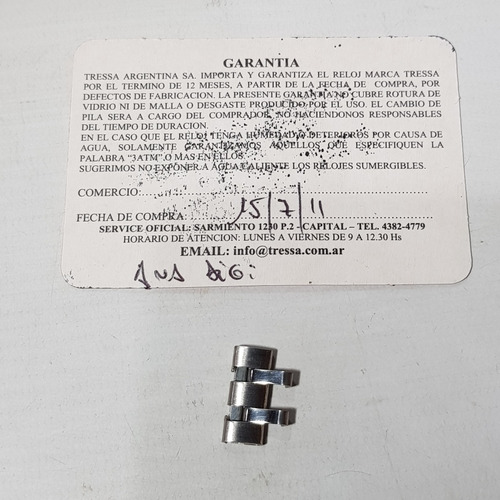 GARANTIA
TRESSA ARGENTINA SA. IMPORTA Y GARANTIZA EL RELOJ MARCA TRESSA
POR EL TERMINO DE 12 MESES, A PARTIR DE LA FECHA DE COMPRA, POR
DEFECTOS DE FABRICACION. LA PRESENTE GARANTIA NO CUBRE ROTURA DE
VIDRIO NI DE MALLA O DESGASTE PRODUCIDO POR EL USO. EL CAMBIO DE
PILA SERA A CARGO DEL COMPRADOR, NO HACIENDONOS RESPONSABLES
DEL TIEMPO DE DURACION.
EN EL CASO QUE EL RELOJ TENGA HUMEDAD O DETERIOROS POR CAUSA DE
AGUA, SOLAMENTE GARANTIZAMOS AQUELLOS QUE ESPECIFIQUEN LA
PALABRA "3ATM" O MAS EN ELLOS.
SUGERIMOS NO EXPONER A AGUA CALIENTE LOS RELOJES SUMERGIBLES.
COMERCIO:
FECHA DE COMPRA: 15/7/11
SERVICE OFICIAL: SARMIENTO 1230 P.2 - CAPITAL – TEL. 4382-4779
HORARIO DE ATENCION: LUNES A VIERNES DE 9 A 12.30 Hs
EMAIL: info@tressa.com.ar